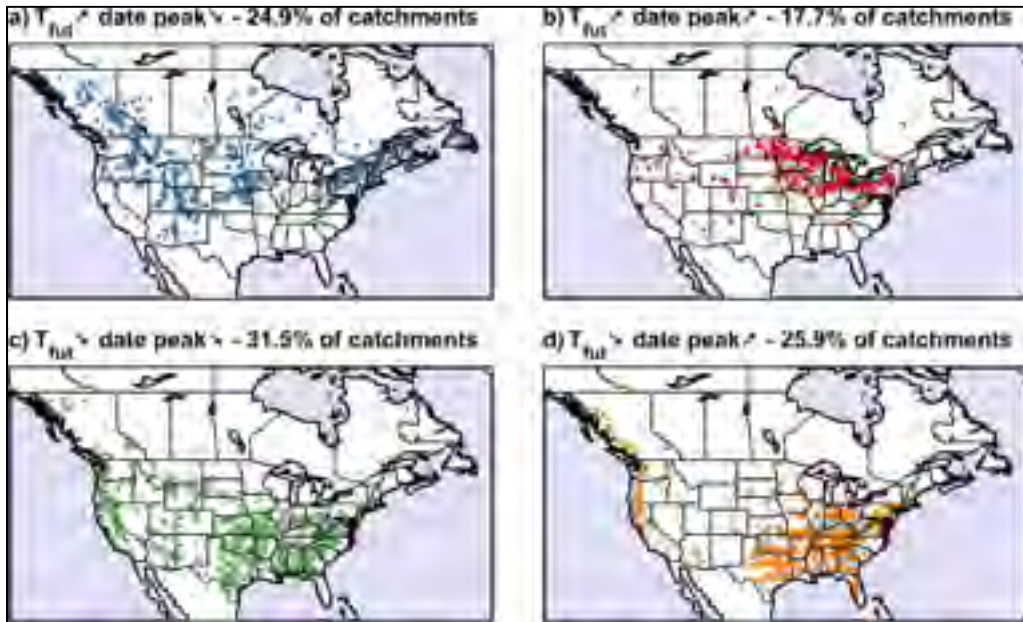 a) T_fut ↗ date peak ↘ - 24.9% of catchments
b) T_fut ↗ date peak ↗ - 17.7% of catchments
c) T_fut ↘ date peak ↘ - 31.5% of catchments
d) T_fut ↘ date peak ↗ - 25.9% of catchments